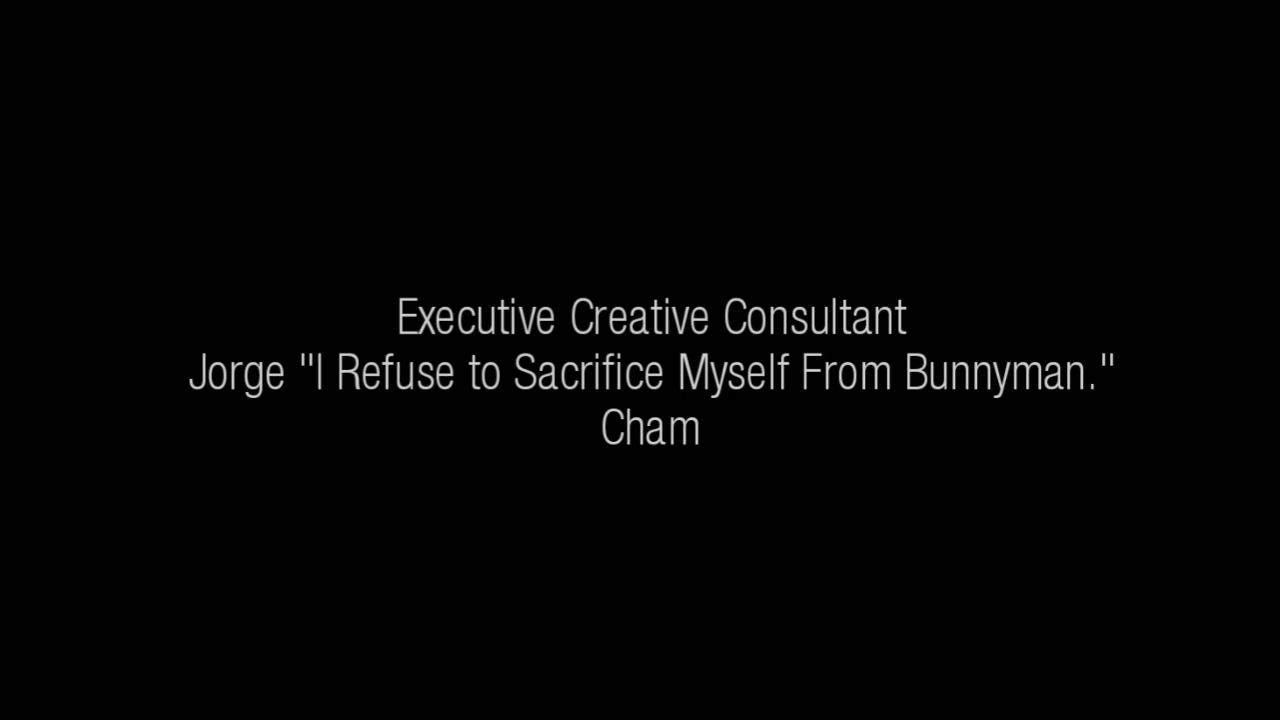 Executive Creative Consultant
Jorge "I Refuse to Sacrifice Myself From Bunnyman."
Cham